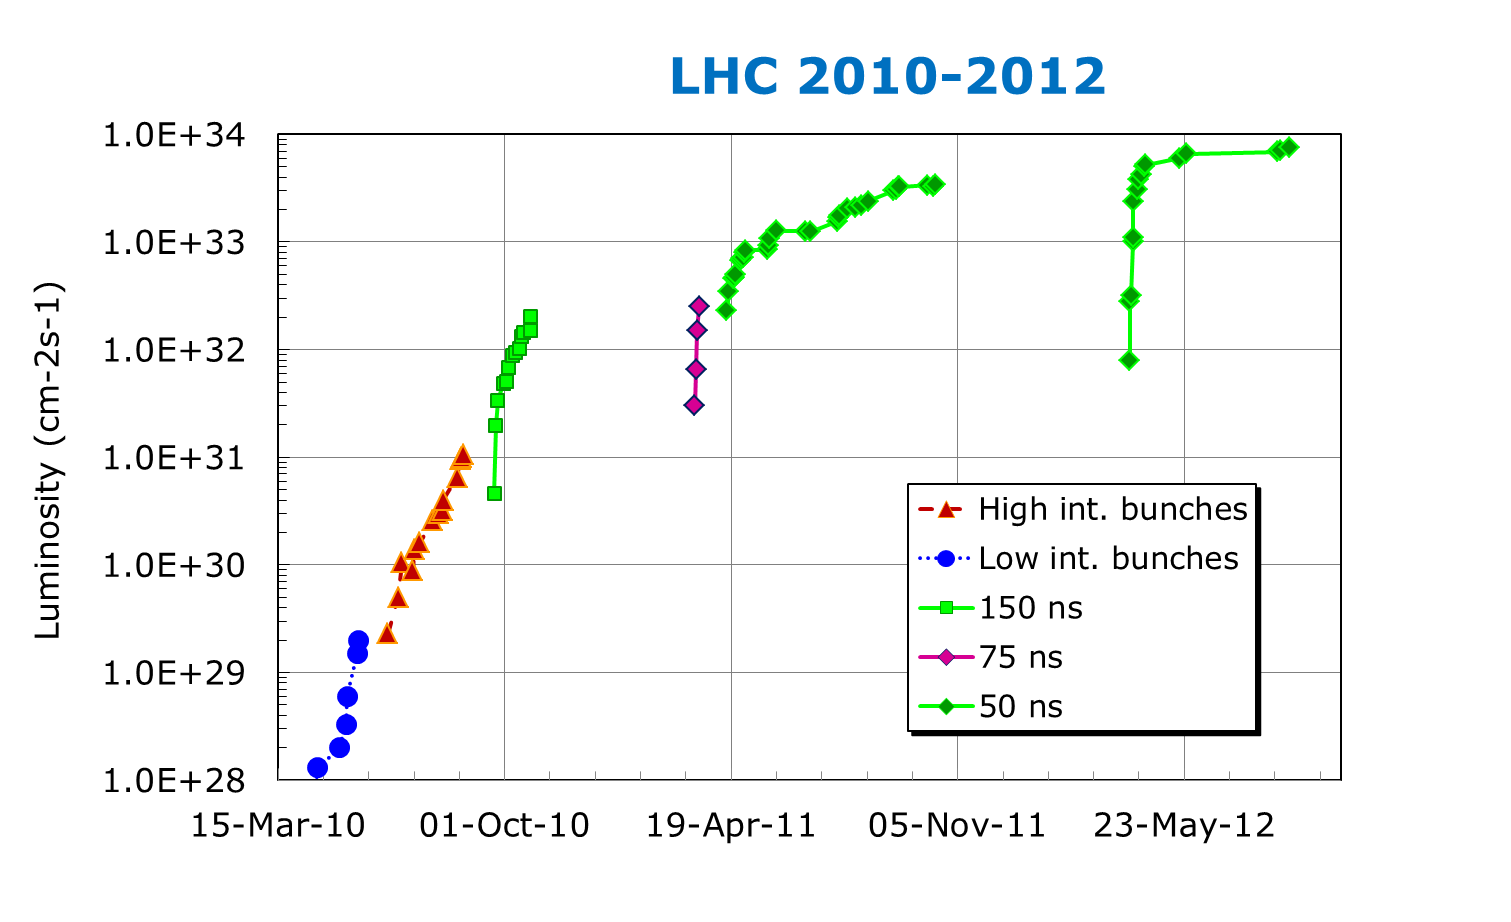 LHC 2010-2012
Luminosity (cm-2s-1)
1.0E+34
1.0E+33
1.0E+32
1.0E+31
1.0E+30
1.0E+29
1.0E+28
15-Mar-10
01-Oct-10
19-Apr-11
05-Nov-11
23-May-12
High int. bunches
Low int. bunches
150 ns
75 ns
50 ns